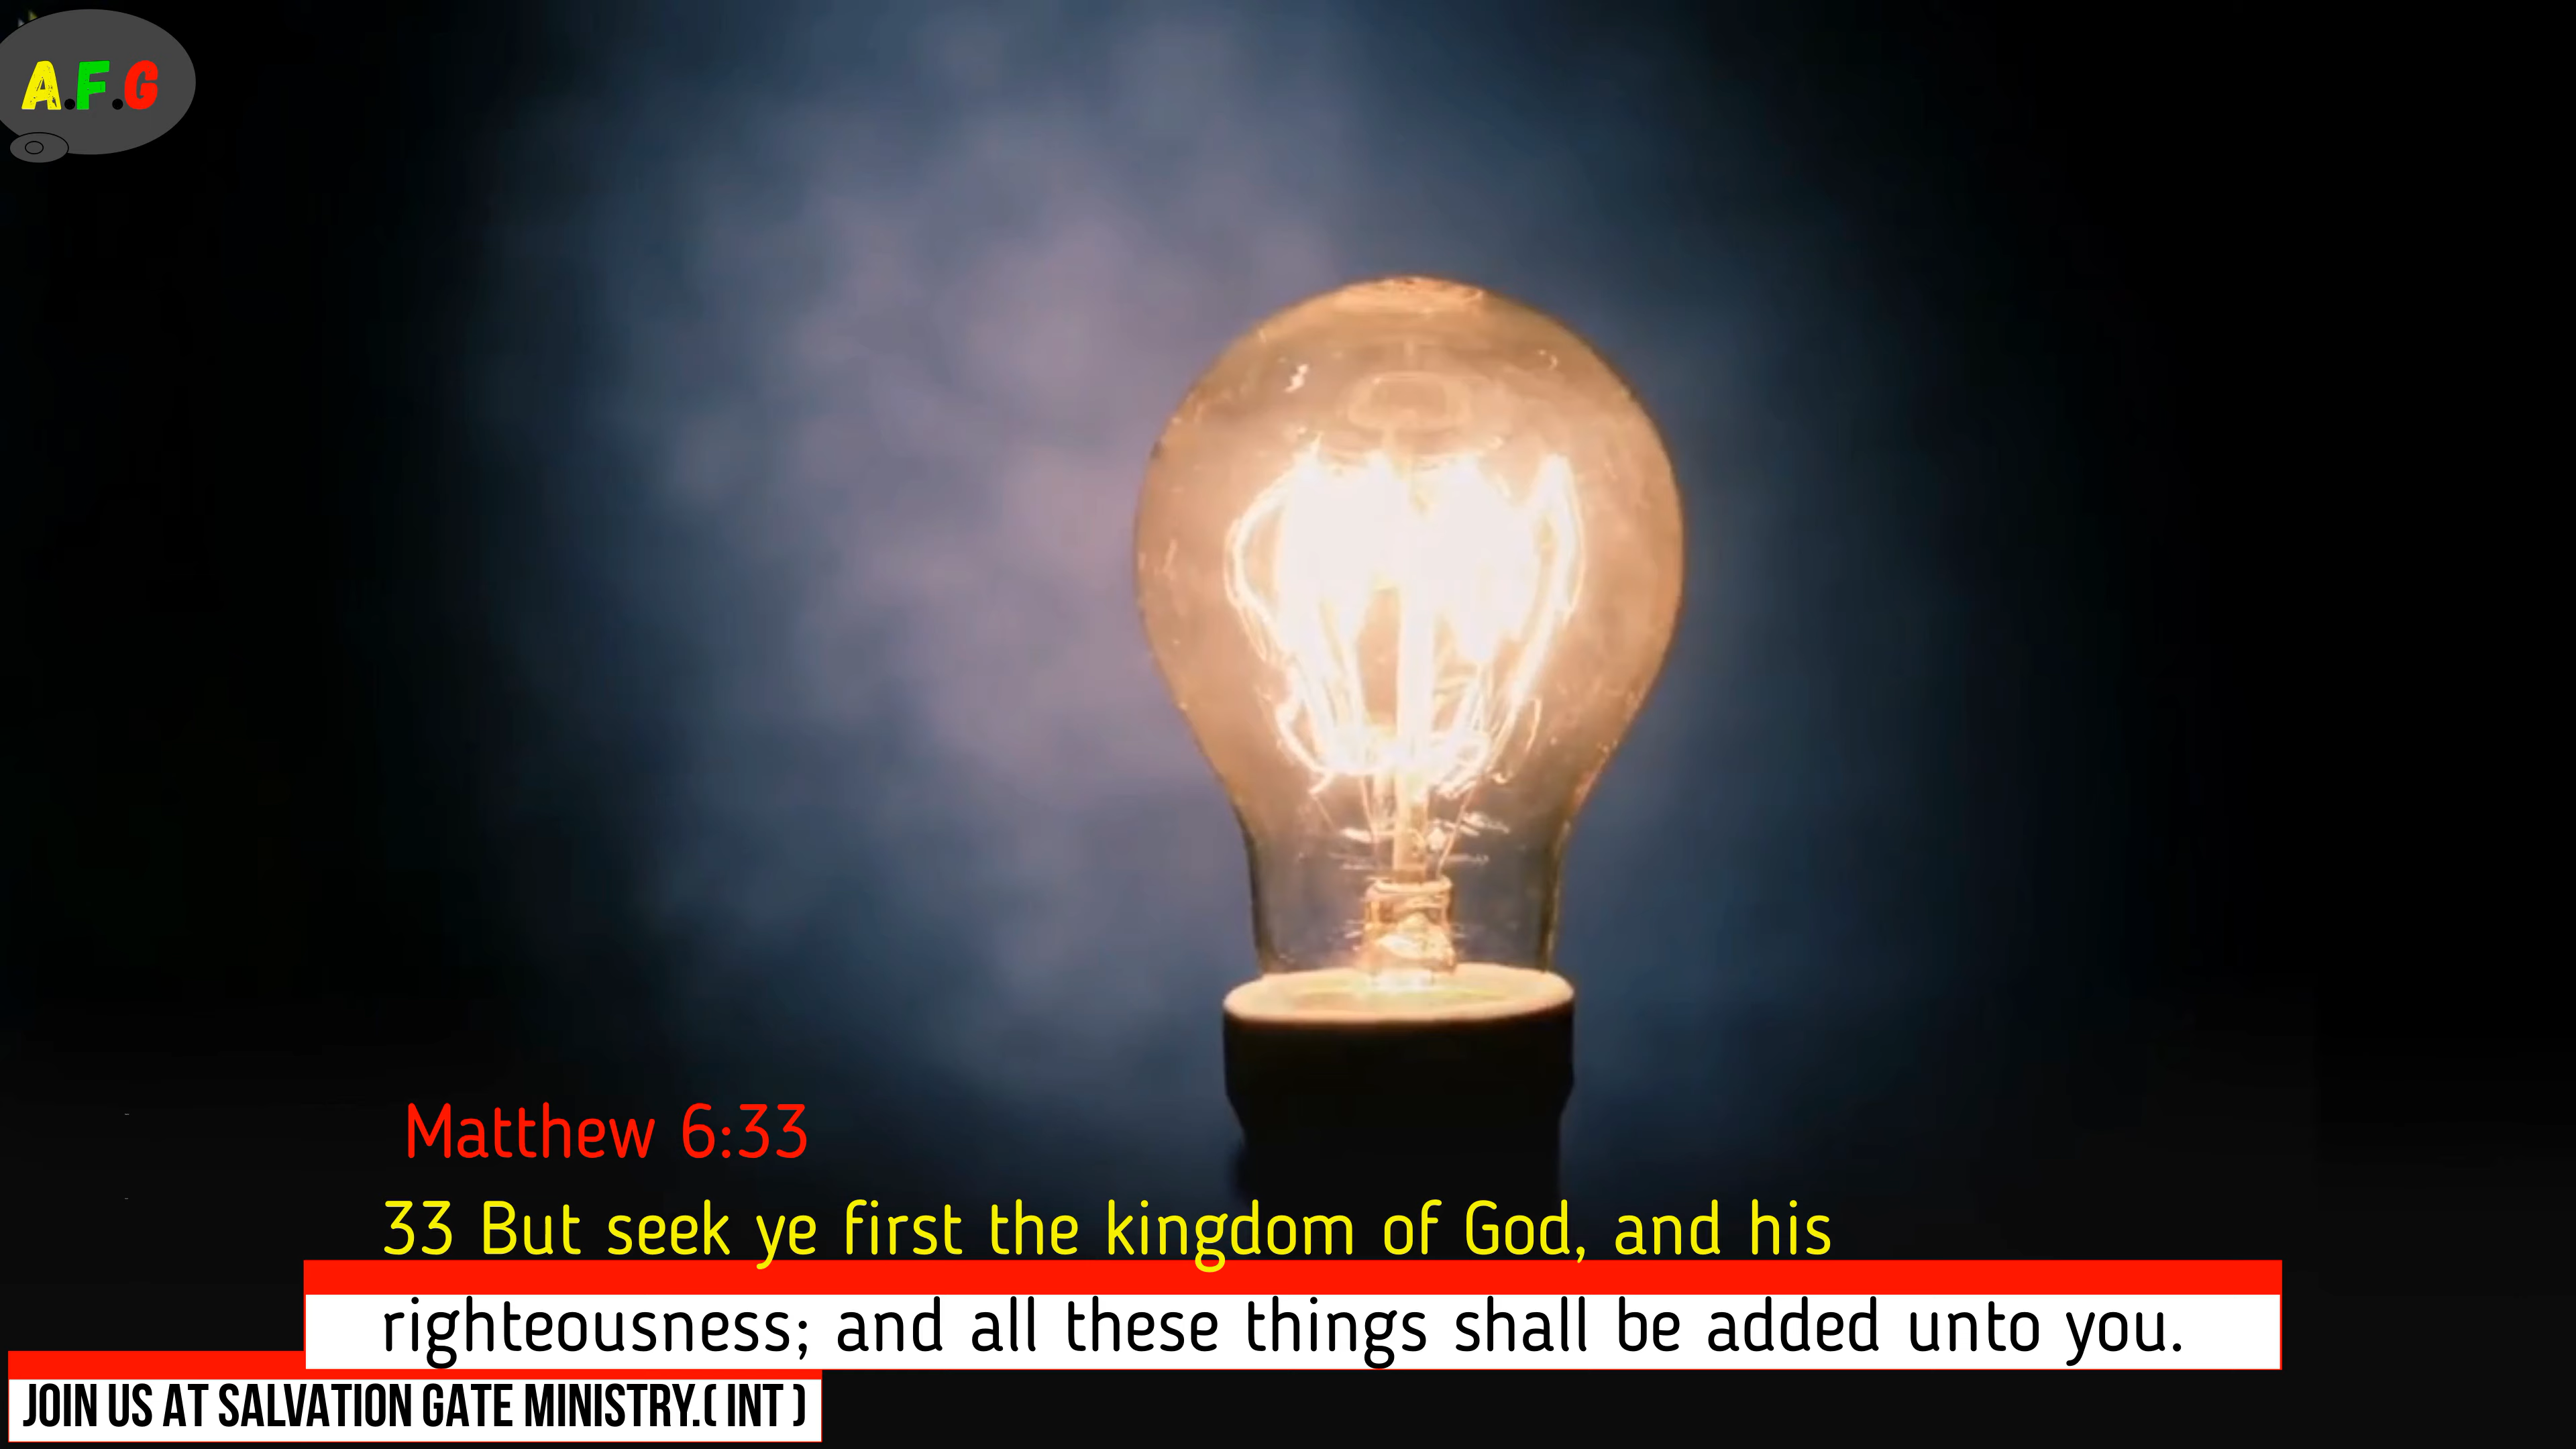 A.F.G
Matthew 6:33
33 But seek ye first the kingdom of God, and his
righteousness; and all these things shall be added unto you.
JOIN US AT SALVATION GATE MINISTRY.( INT )